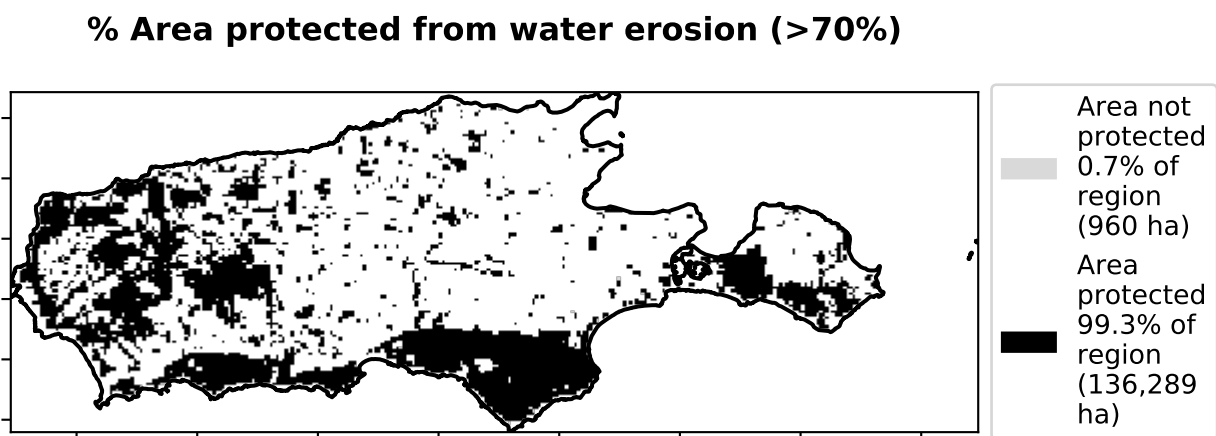 % Area protected from water erosion (>70%)
Area not
protected
0.7% of
region
(960 ha)
Area
protected
99.3% of
region
(136,289
ha)